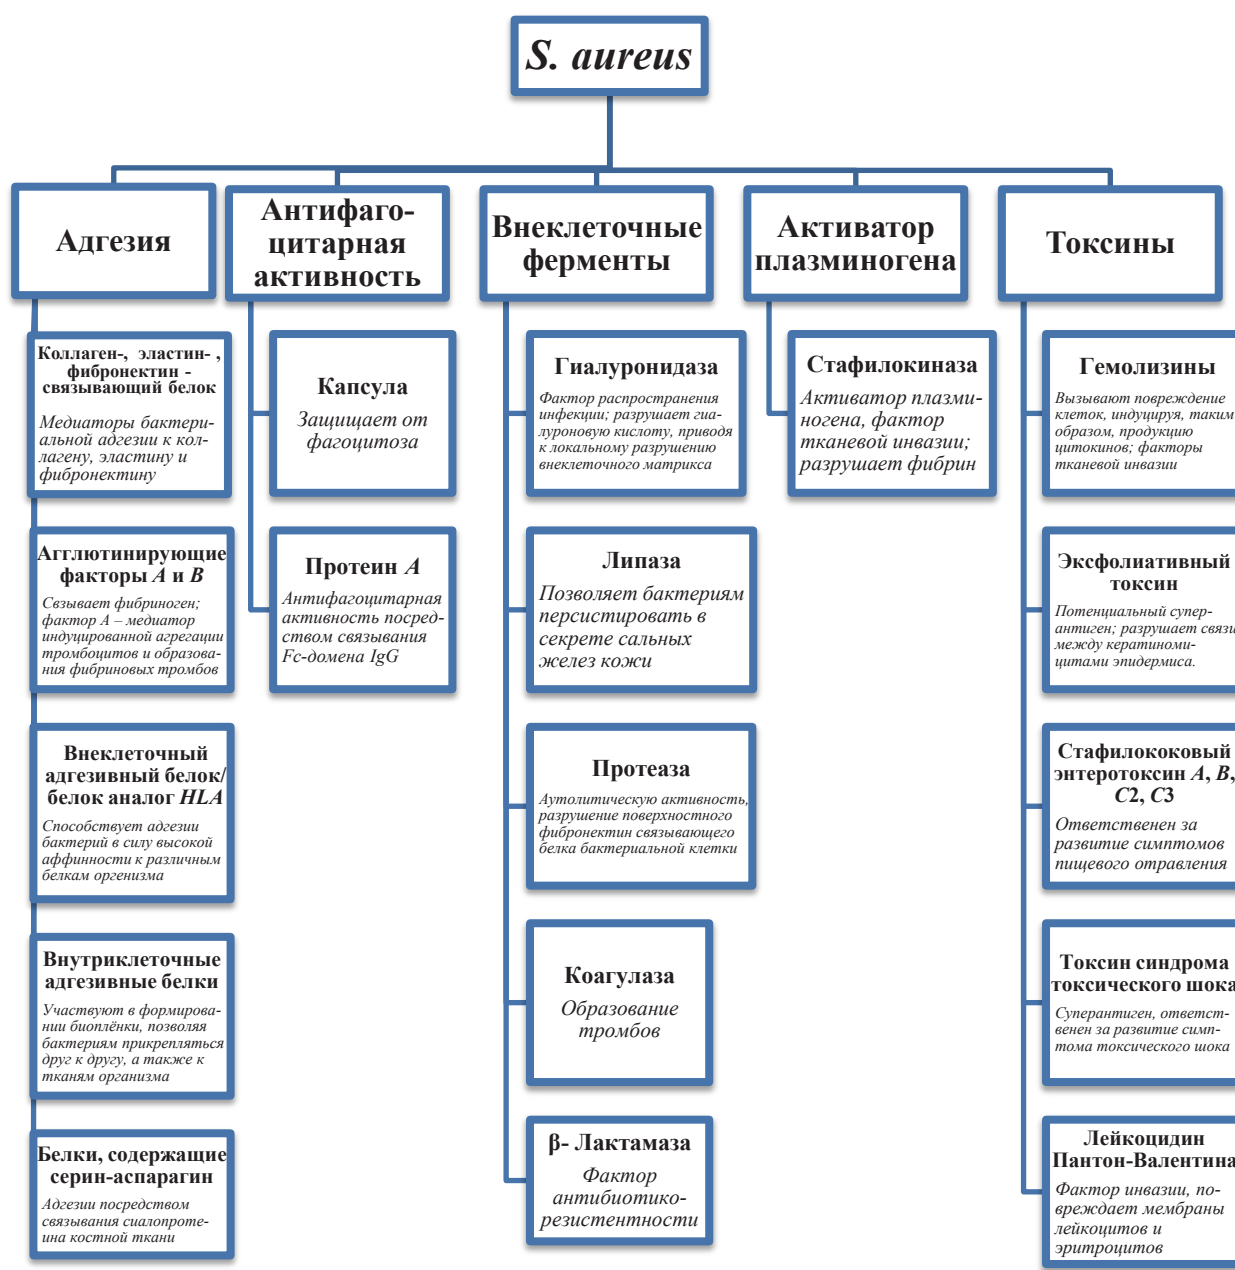 S. aureus
Адгезия
Коллаген-, эластин- ,
фибронектин -
связывающий белок
Медиаторы бактери-
альной адгезии к кол-
лагену, эластину и
фибронектину
Агглютинирующие
факторы A и B
Свзывает фибриноген;
фактор А – медиатор
индуцированной агрегации
тромбоцитов и образова-
ния фибриновых тромбов
Внеклеточный
адгезивный белок/
белок аналог HLA
Способствует адгезии
бактерий в силу высокой
аффинности к различным
белкам оргенизма
Внутриклеточные
адгезивные белки
Участвуют в формирова-
нии биоплёнки, позволяя
бактериям прикрепляться
друг к другу, а также к
тканям организма
Белки, содержащие
серин-аспарагин
Адгезии посредством
связывания сиалопроте-
ина костной ткани
Антифаго-
цитарная
активность
Капсула
Защищает от
фагоцитоза
Протеин A
Антифагоцитарная
активность посред-
ством связывания
Fc-домена IgG
Внеклеточные
ферменты
Гиалуронидаза
Фактор распространения
инфекции; разрушает гиа-
луроновую кислоту, приводя
к локальному разрушению
внеклеточного матрикса
Липаза
Позволяет бактериям
персистировать в
секрете сальных
желез кожи
Протеаза
Аутолитическую активность,
разрушение поверхностного
фибронектин связывающего
белка бактериальной клетки
Коагулаза
Образование
тромбов
β- Лактамаза
Фактор
антибиотико-
резистентности
Активатор
плазминогена
Стафилокиназа
Активатор плазми-
ногена, фактор
тканевой инвазии;
разрушает фибрин
Токсины
Гемолизины
Вызывают повреждение
клеток, индуцируя, таким
образом, продукцию
цитокинов; факторы
тканевой инвазии
Эксфолиативный
токсин
Потенциальный супер-
антиген; разрушает связи
между кератиноми-
цитами эпидермиса.
Стафилококовый
энтеротоксин A, B,
C2, C3
Ответственен за
развитие симптомов
пищевого отравления
Токсин синдрома
токсического шока
Суперантиген, ответст-
венен за развитие симп-
тома токсического шока
Лейкоцидин
Пантон-Валентина
Фактор инвазии, по-
вреждает мембраны
лейкоцитов и
эритроцитов